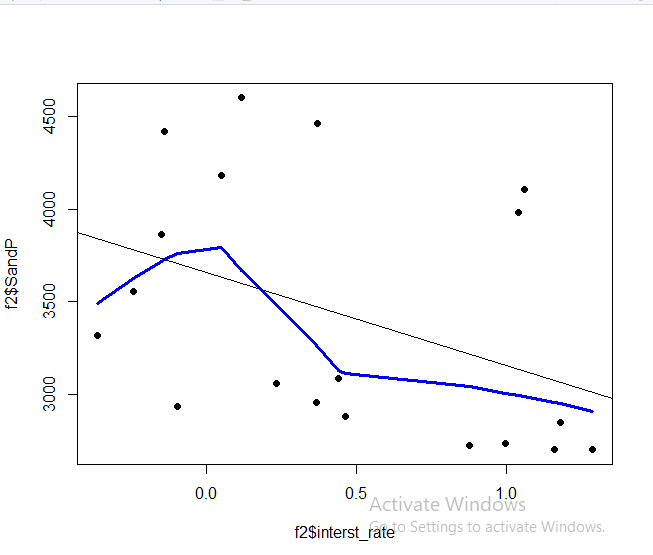 4500
4000
3500
3000
f2$SandP
0.0 0.5 1.0
Activate Windows
Go to Settings to activate Windows.
f2$interst_rate